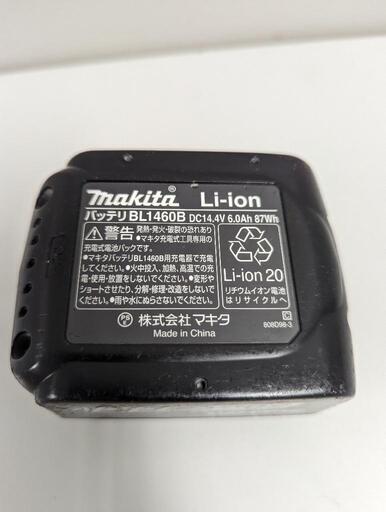 makita® Li-ion
バッテリ BL1460B DC14.4V 6.0Ah 87Wh
⚠警告 発熱・発火・破裂の恐れあり
●マキタ充電式工具専用の
充電式電池パックです。
●マキタバッテリBL1460B用充電器で充電
してください。●火中投入、加熱、高温での充
電・使用・放置をしないでください。●変形や
ショートさせたり、分解・修理・改造をしないでく
ださい。●雨や水にぬらさないでください。
Li-ion 20
リチウムイオン電池
はリサイクルへ
PS E 株式会社マキタ
Made in China
C
808D98-3